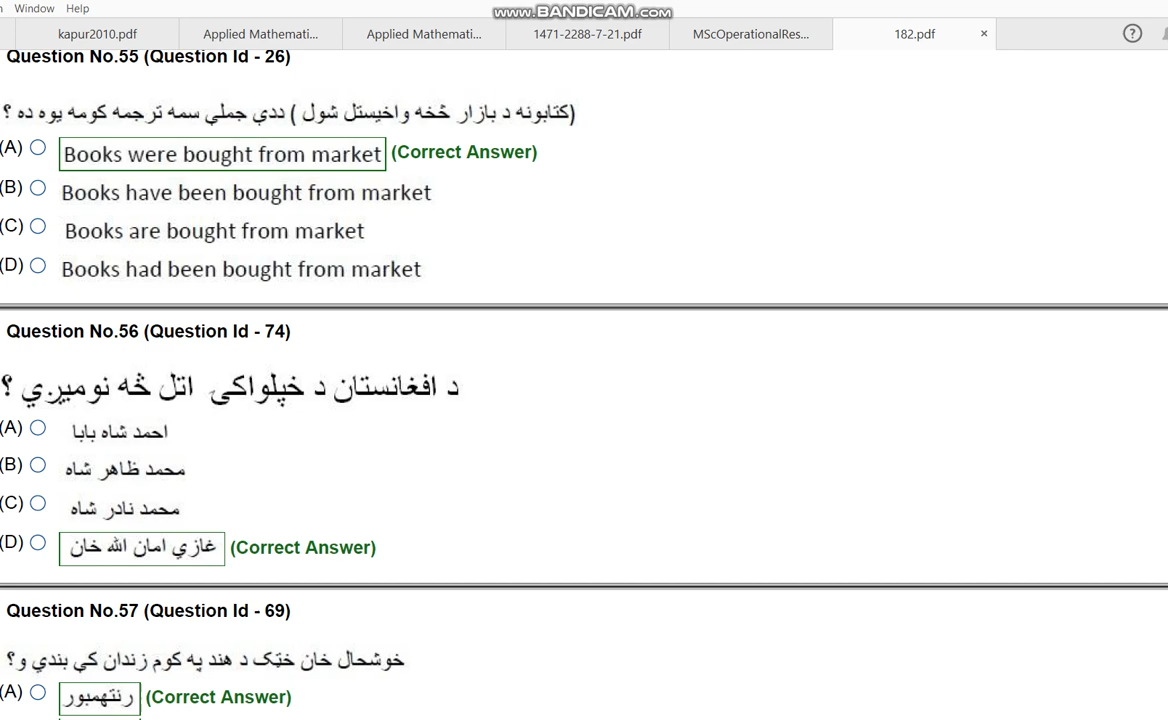 Window Help
www.BANDICAM.com
kapur2010.pdf Applied Mathemati... Applied Mathemati... 1471-2288-7-21.pdf MScOperationalRes... 182.pdf × ?
Question No.55 (Question Id - 26)
(کتابونه د بازار څخه واخیستل شول ) ددې جملې سمه ترجمه کومه یوه ده ؟
(A) Books were bought from market (Correct Answer)
(B) Books have been bought from market
(C) Books are bought from market
(D) Books had been bought from market
Question No.56 (Question Id - 74)
د افغانستان د خپلواکۍ اتل څه نومیږي ؟
(A) احمد شاه بابا
(B) محمد ظاهر شاه
(C) محمد نادر شاه
(D) غازي امان الله خان (Correct Answer)
Question No.57 (Question Id - 69)
خوشحال خان خټک د هند په کوم زندان کې بندي و؟
(A) رنتهمبور (Correct Answer)